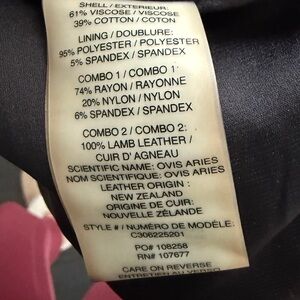 SHELL / EXTERIEUR:
61% VISCOSE / VISCOSE
39% COTTON / COTON
LINING / DOUBLURE:
95% POLYESTER / POLYESTER
5% SPANDEX / SPANDEX
COMBO 1 / COMBO 1:
74% RAYON / RAYONNE
20% NYLON / NYLON
6% SPANDEX / SPANDEX
COMBO 2 / COMBO 2:
100% LAMB LEATHER /
CUIR D' AGNEAU
SCIENTIFIC NAME: OVIS ARIES
NOM SCIENTIFIQUE: OVIS ARIES
LEATHER ORIGIN :
NEW ZEALAND
ORIGINE DE CUIR:
NOUVELLE ZÉLANDE
STYLE # / NUMÉRO DE MODÈLE:
C306225201
PO# 108258
RN# 107677
CARE ON REVERSE
ENTRETIEN AU VERSO